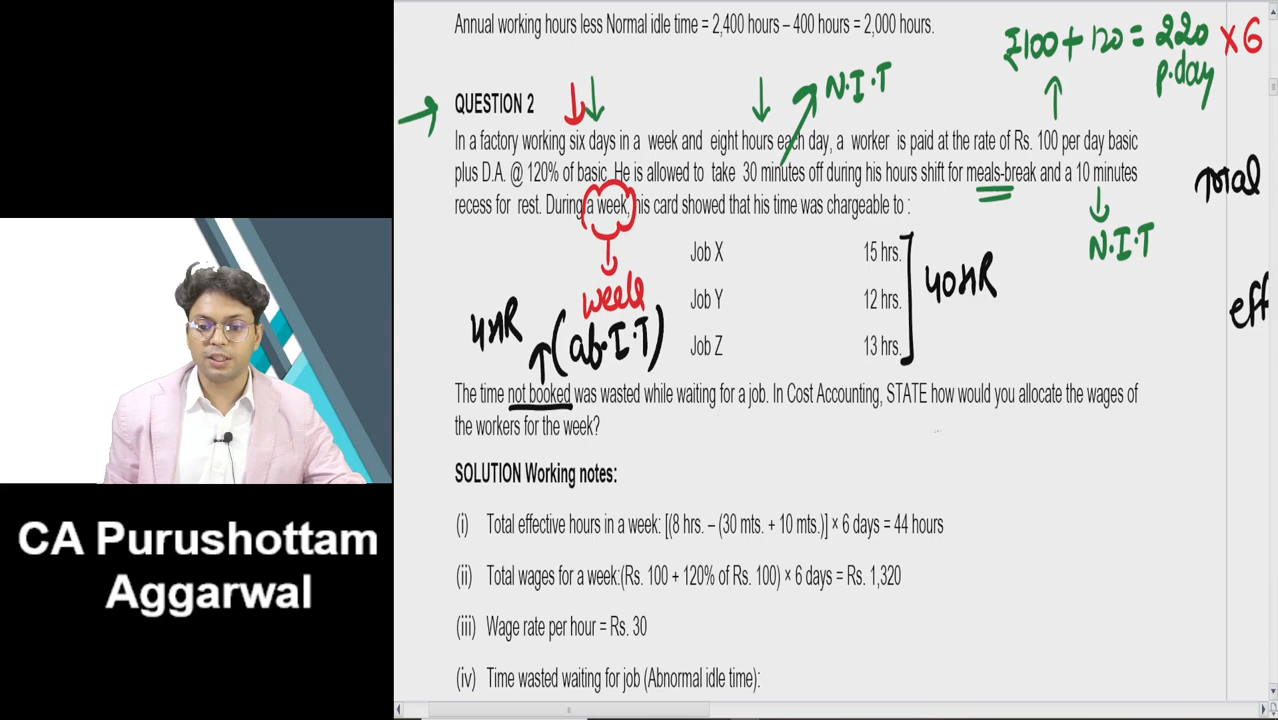 Annual working hours less Normal idle time = 2,400 hours – 400 hours = 2,000 hours.
₹100 + 120 = 220 × 6
p.day
N.I.T
QUESTION 2
In a factory working six days in a week and eight hours each day, a worker is paid at the rate of Rs. 100 per day basic
plus D.A. @ 120% of basic. He is allowed to take 30 minutes off during his hours shift for meals-break and a 10 minutes
recess for rest. During a week, his card showed that his time was chargeable to :
Total
N.I.T
Job X 15 hrs.
Job Y 12 hrs.
Job Z 13 hrs.
40HR
week
4HR
(ab.I.T)
eff
The time not booked was wasted while waiting for a job. In Cost Accounting, STATE how would you allocate the wages of
the workers for the week?
SOLUTION Working notes:
(i) Total effective hours in a week: [(8 hrs. – (30 mts. + 10 mts.)] × 6 days = 44 hours
(ii) Total wages for a week:(Rs. 100 + 120% of Rs. 100) × 6 days = Rs. 1,320
(iii) Wage rate per hour = Rs. 30
(iv) Time wasted waiting for job (Abnormal idle time):
CA Purushottam
Aggarwal